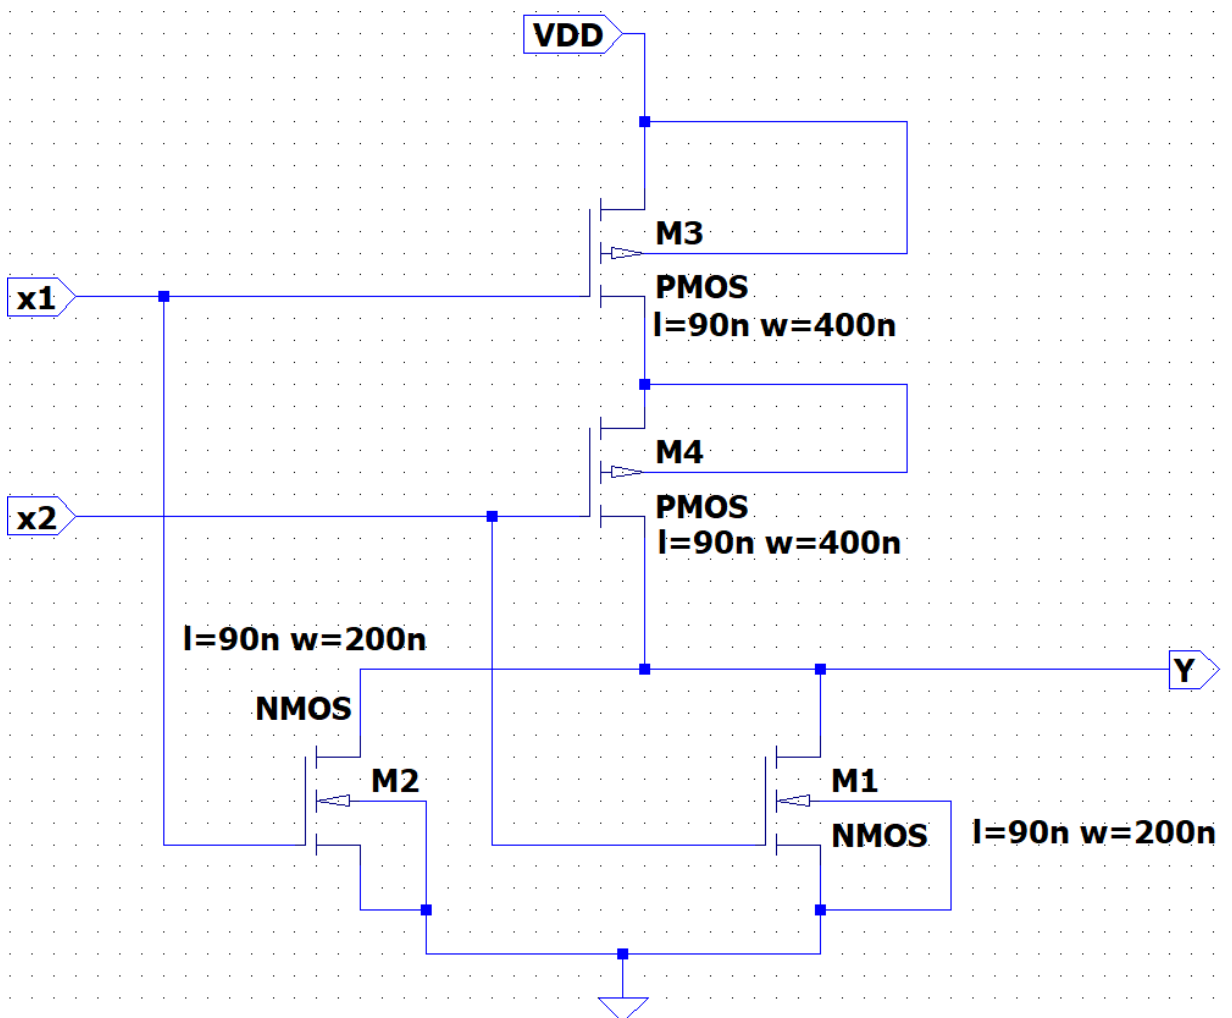 VDD
M3
x1
PMOS
l=90n w=400n
M4
x2
PMOS
l=90n w=400n
l=90n w=200n
Y
NMOS
M2
M1
NMOS
l=90n w=200n